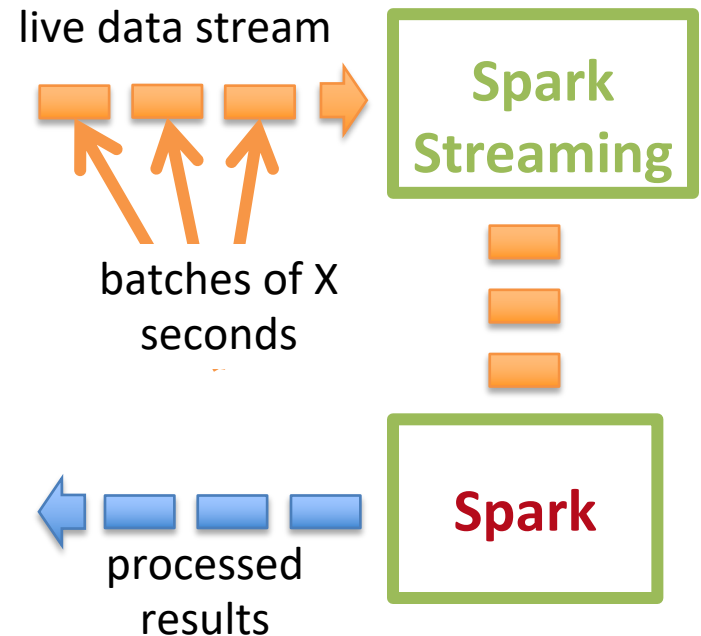 live data stream
Spark
Streaming
batches of X
seconds
Spark
processed
results